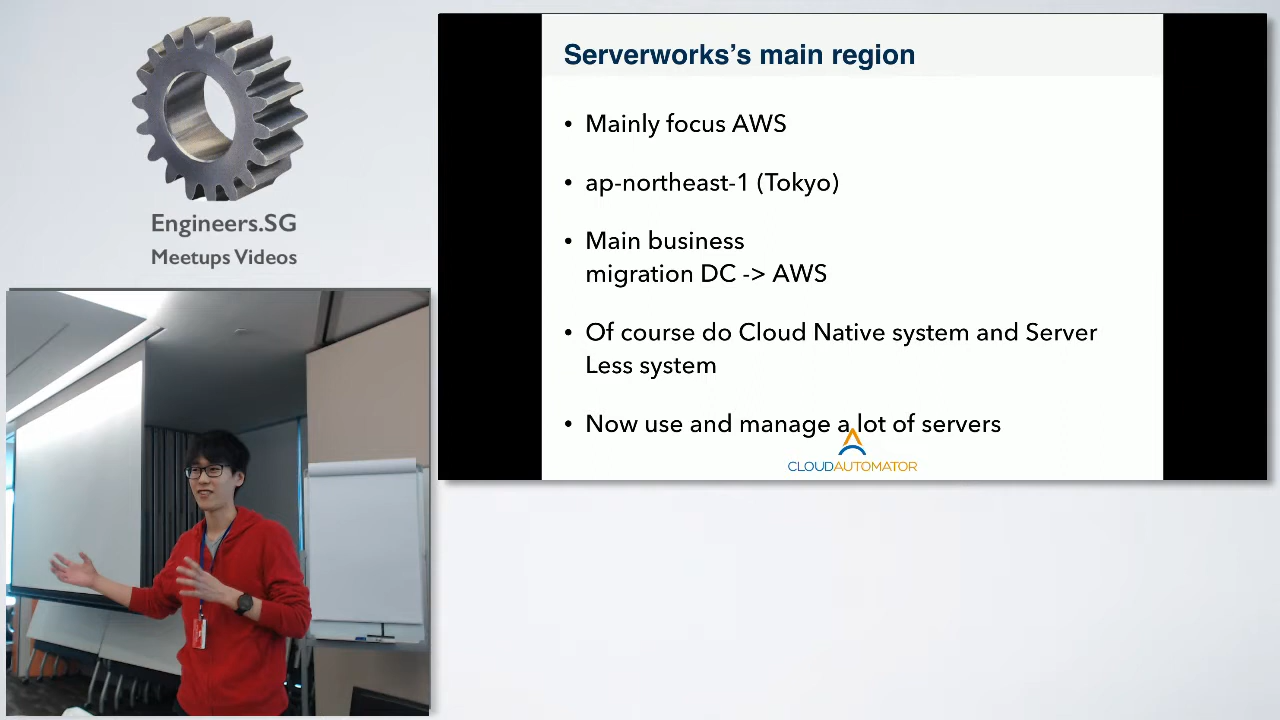 Engineers.SG
Meetups Videos
Serverworks's main region
• Mainly focus AWS
• ap-northeast-1 (Tokyo)
• Main business
migration DC -> AWS
• Of course do Cloud Native system and Server
Less system
• Now use and manage a lot of servers
CLOUDAUTOMATOR